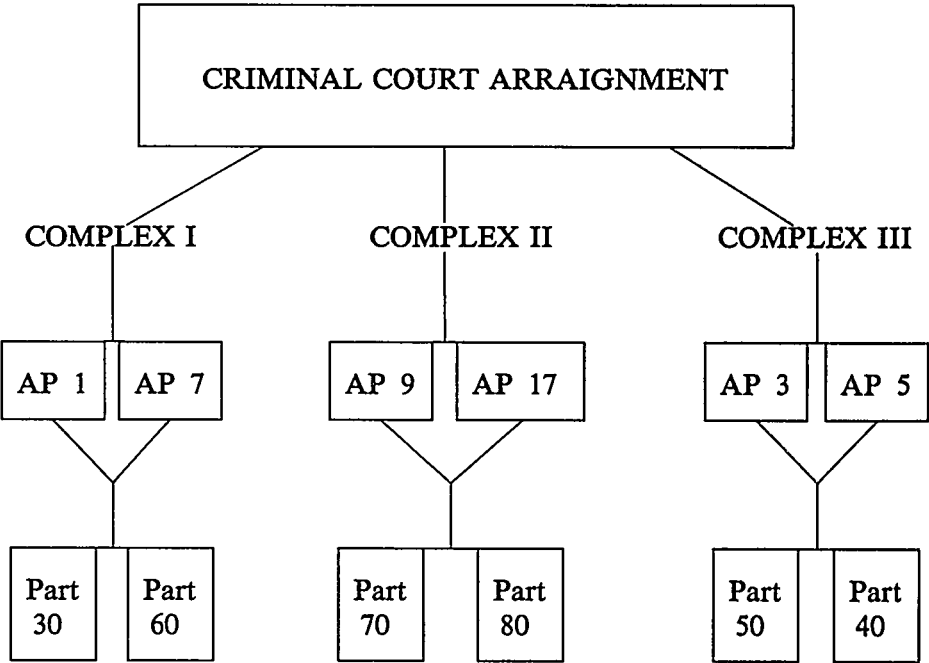 CRIMINAL COURT ARRAIGNMENT
COMPLEX I
COMPLEX II
COMPLEX III
AP 1
AP 7
AP 9
AP 17
AP 3
AP 5
Part
30
Part
60
Part
70
Part
80
Part
50
Part
40